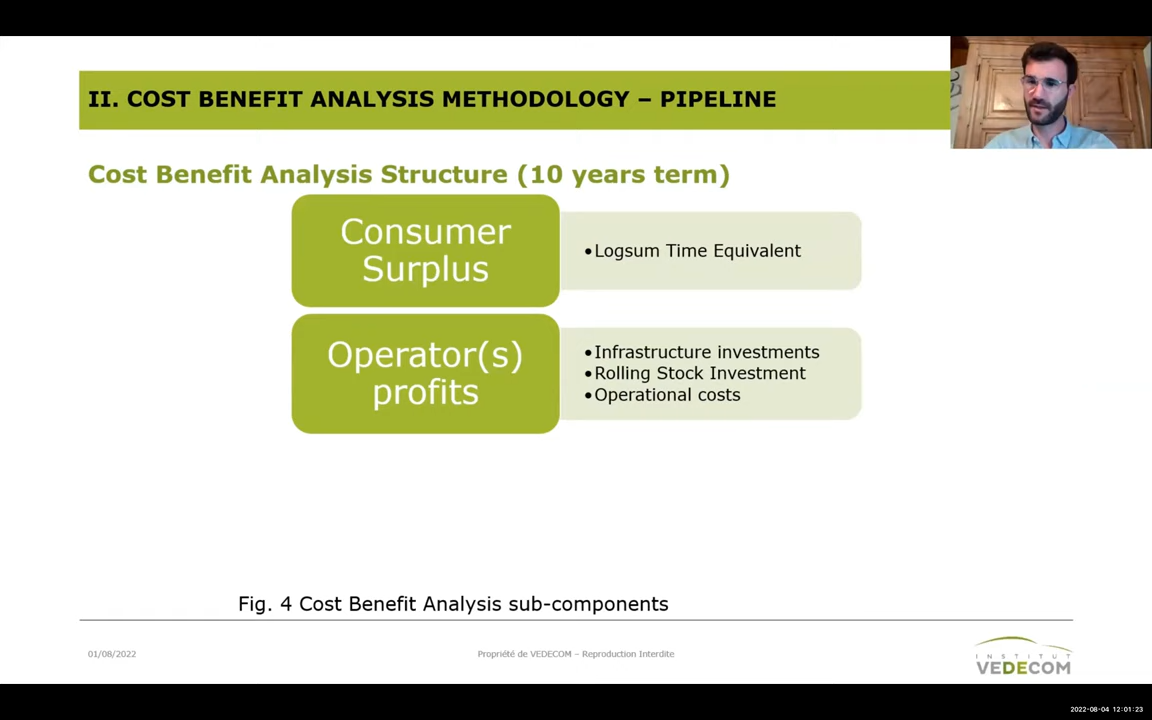 II. COST BENEFIT ANALYSIS METHODOLOGY – PIPELINE
Cost Benefit Analysis Structure (10 years term)
Consumer
Surplus
•Logsum Time Equivalent
Operator(s)
profits
•Infrastructure investments
•Rolling Stock Investment
•Operational costs
Fig. 4 Cost Benefit Analysis sub-components
01/08/2022
Propriété de VEDECOM – Reproduction Interdite
INSTITUT
VEDECOM
2022-08-04 12:01:23